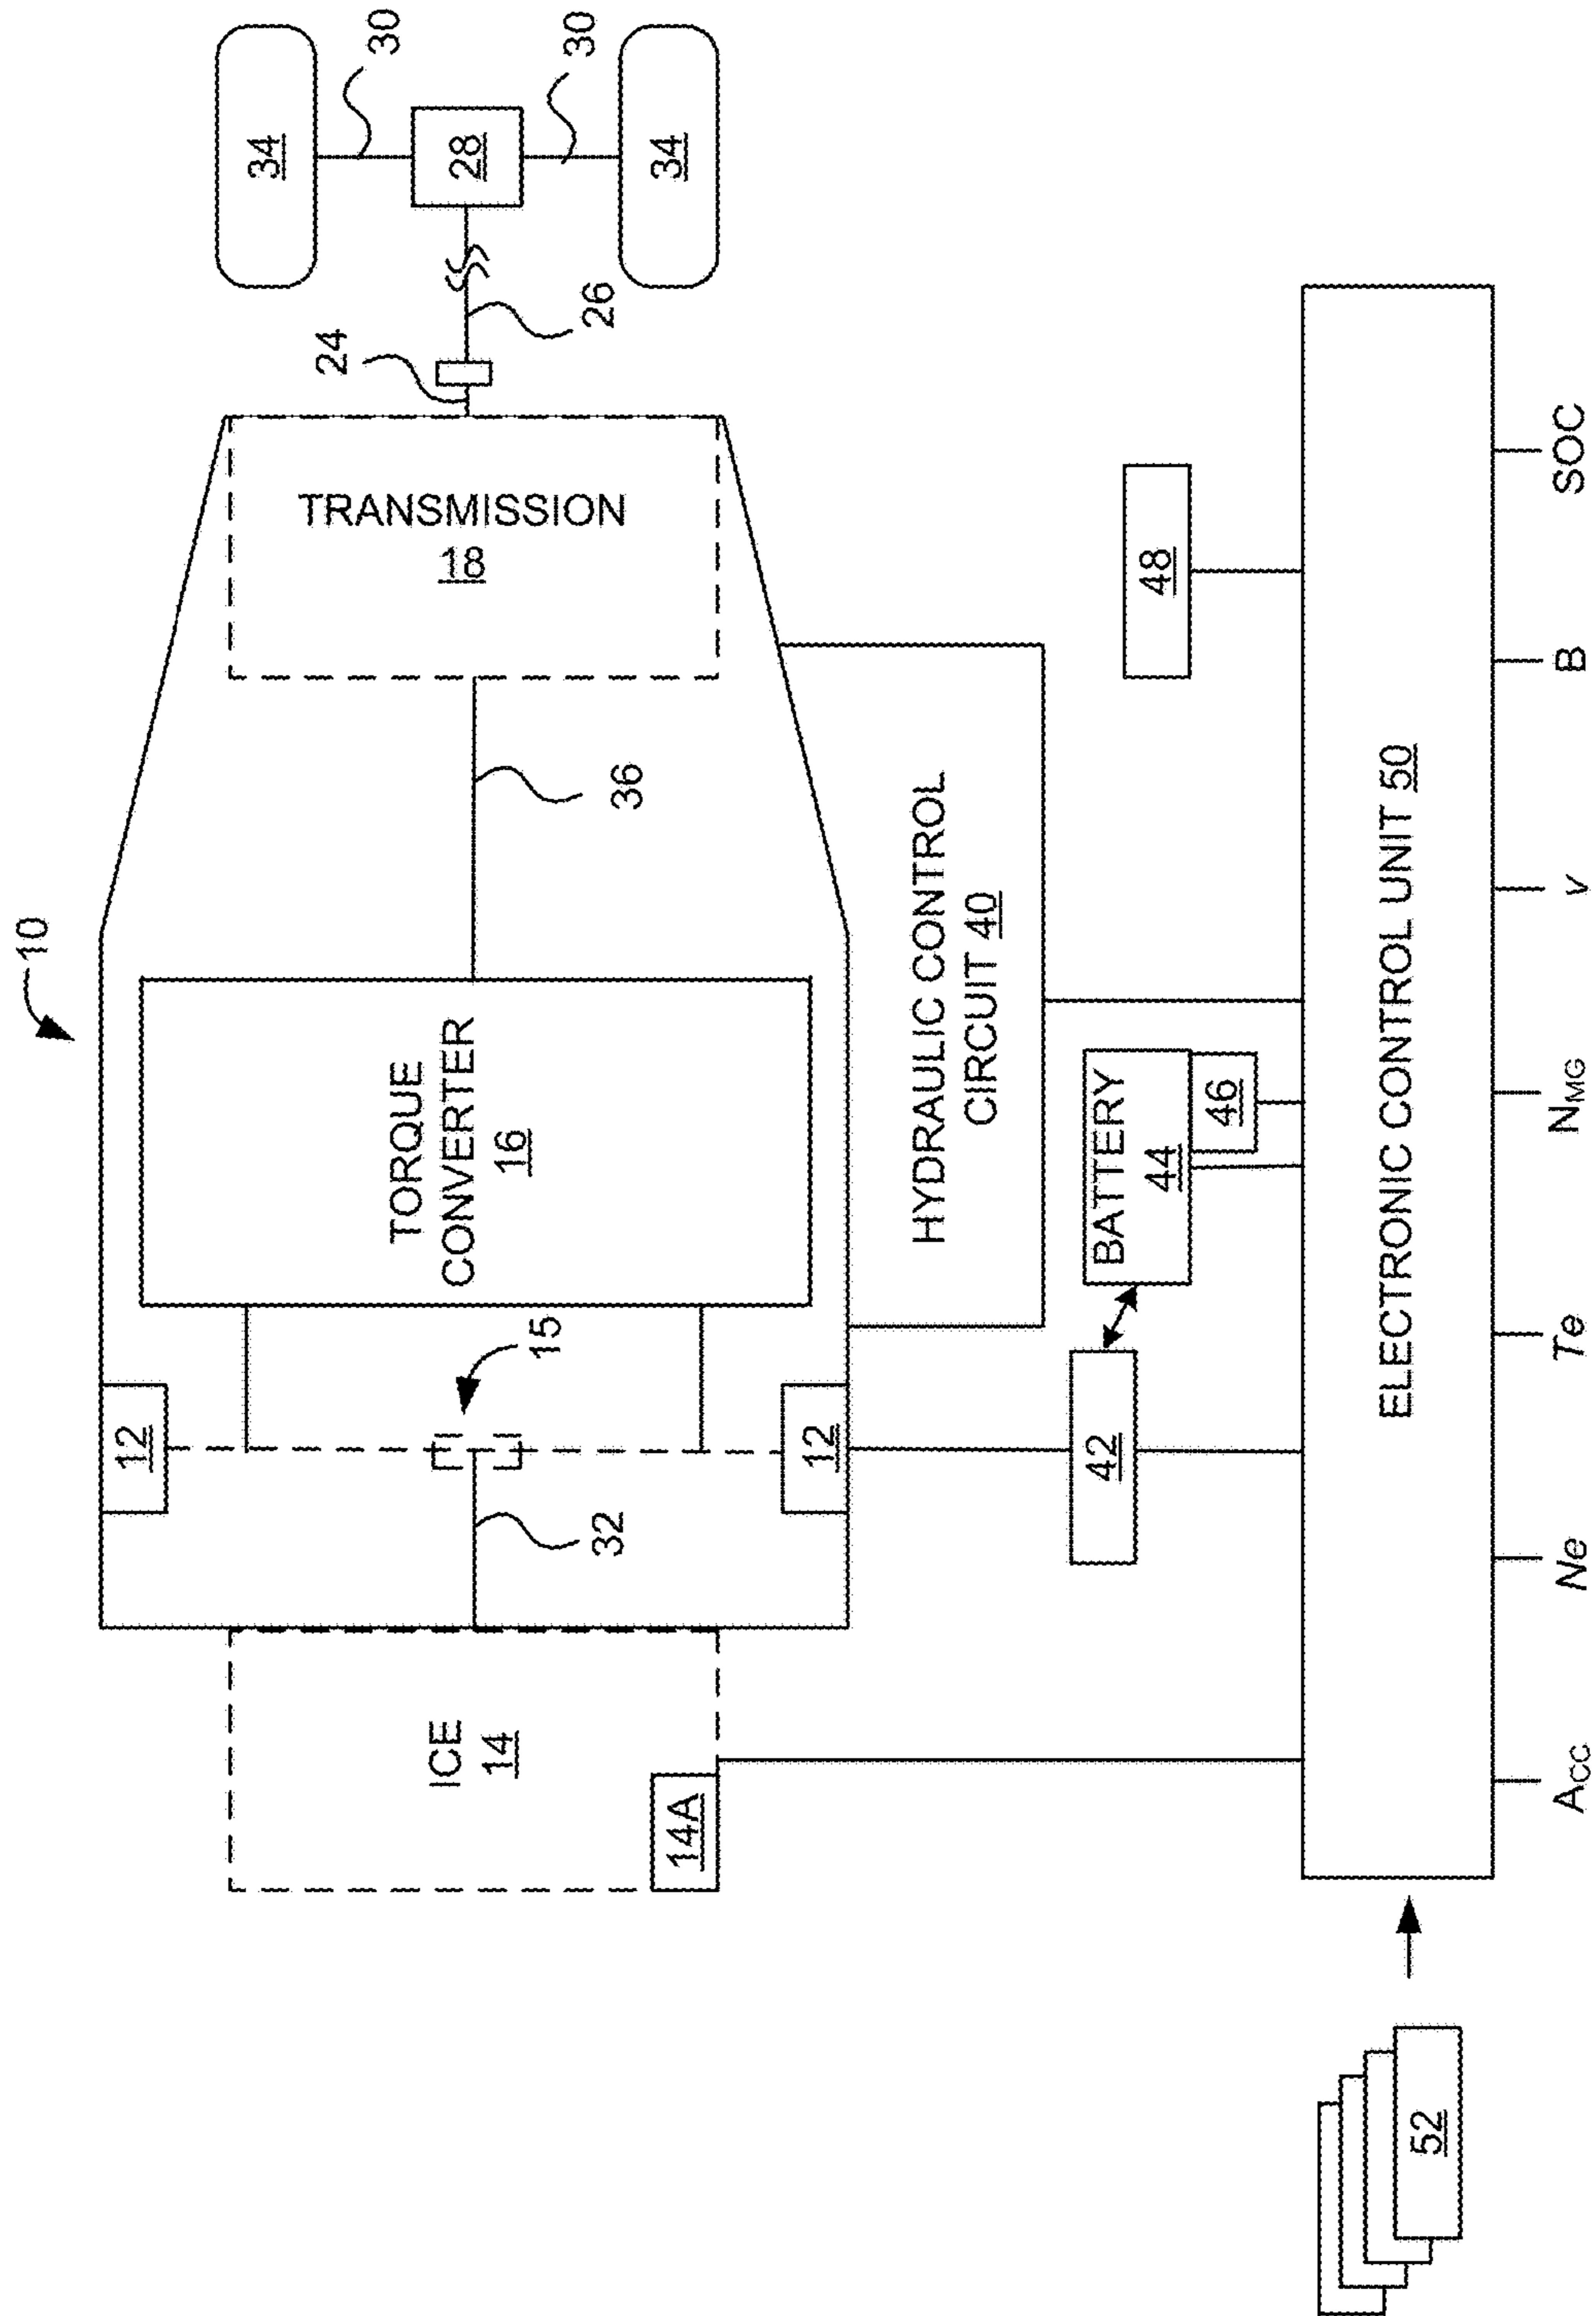 10
12
15
12
32
ICE
14
14A
TORQUE
CONVERTER
16
36
TRANSMISSION
18
24
26
28
30
30
34
34
HYDRAULIC CONTROL
CIRCUIT 40
42
BATTERY
44
46
48
ELECTRONIC CONTROL UNIT 50
52
ACC
Ne
Te
NMG
v
B
SOC